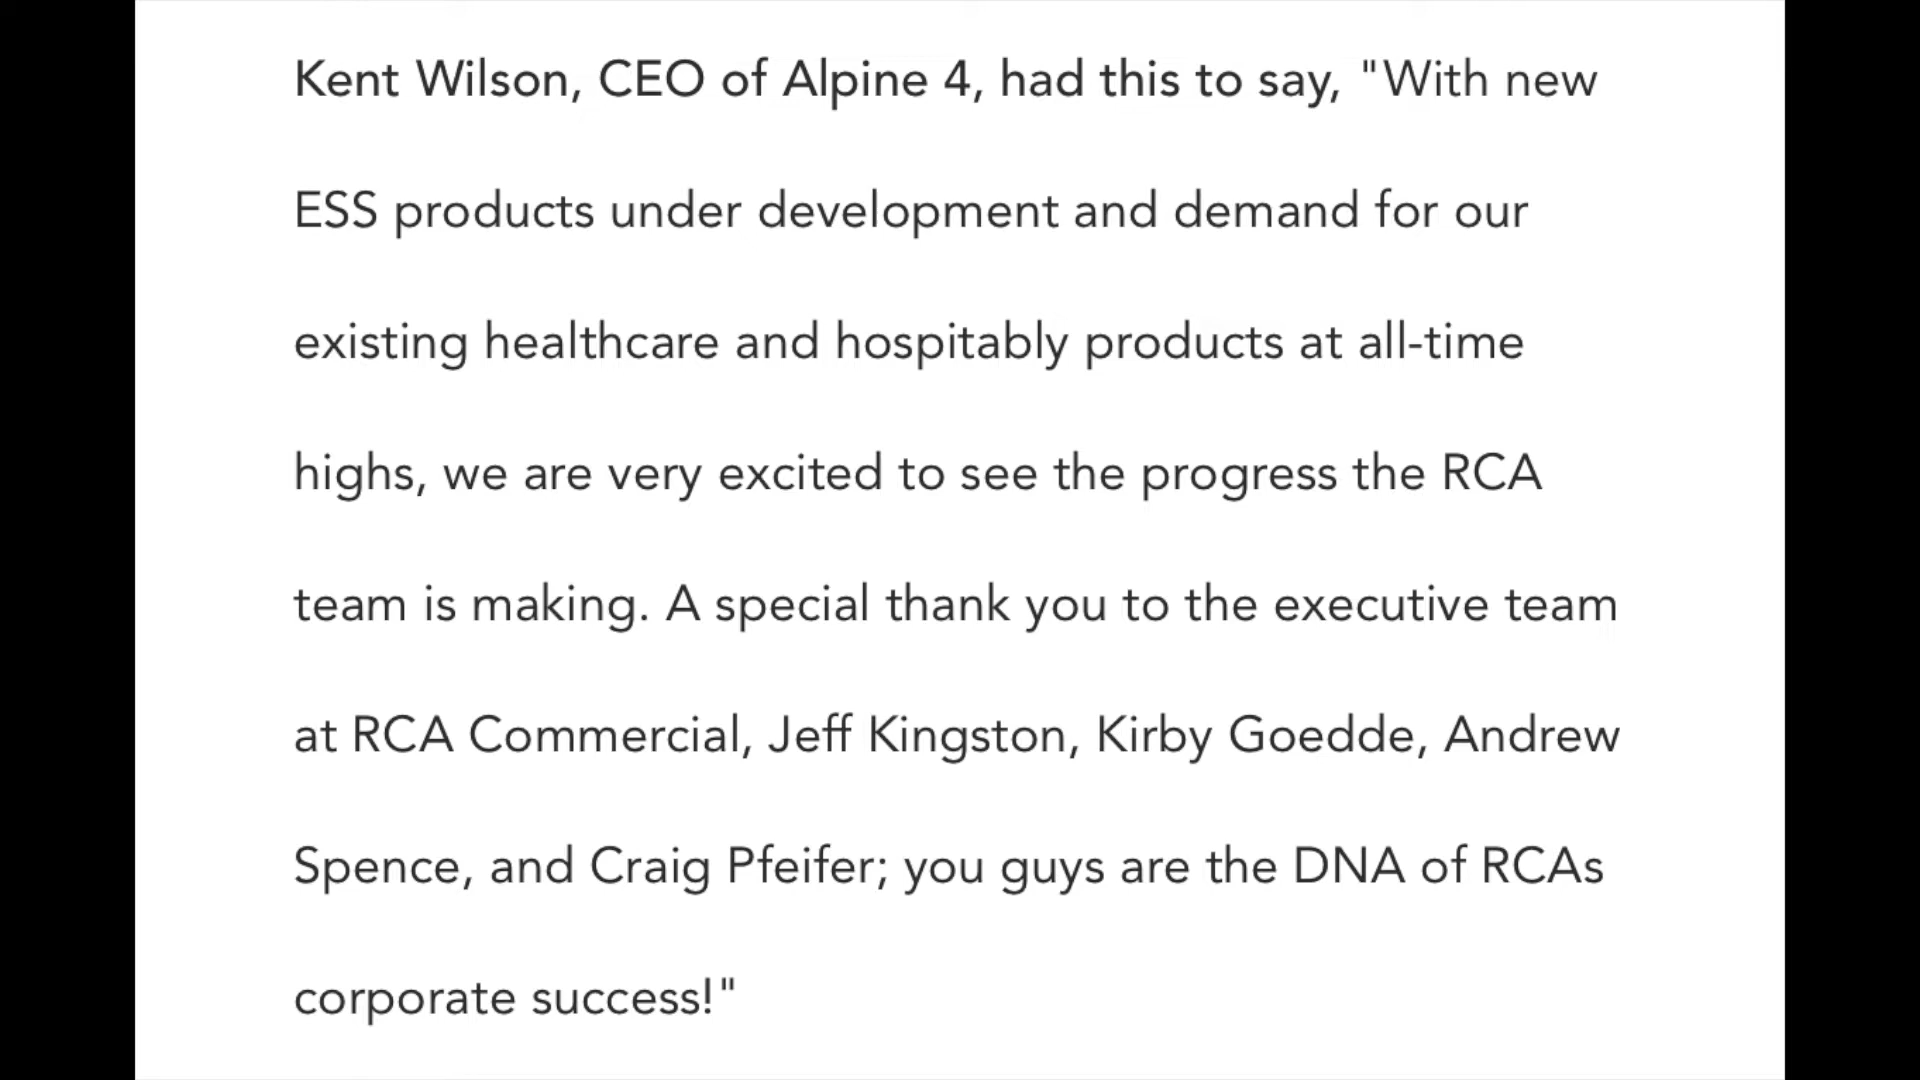 Kent Wilson, CEO of Alpine 4, had this to say, "With new
ESS products under development and demand for our
existing healthcare and hospitably products at all-time
highs, we are very excited to see the progress the RCA
team is making. A special thank you to the executive team
at RCA Commercial, Jeff Kingston, Kirby Goedde, Andrew
Spence, and Craig Pfeifer; you guys are the DNA of RCAs
corporate success!"